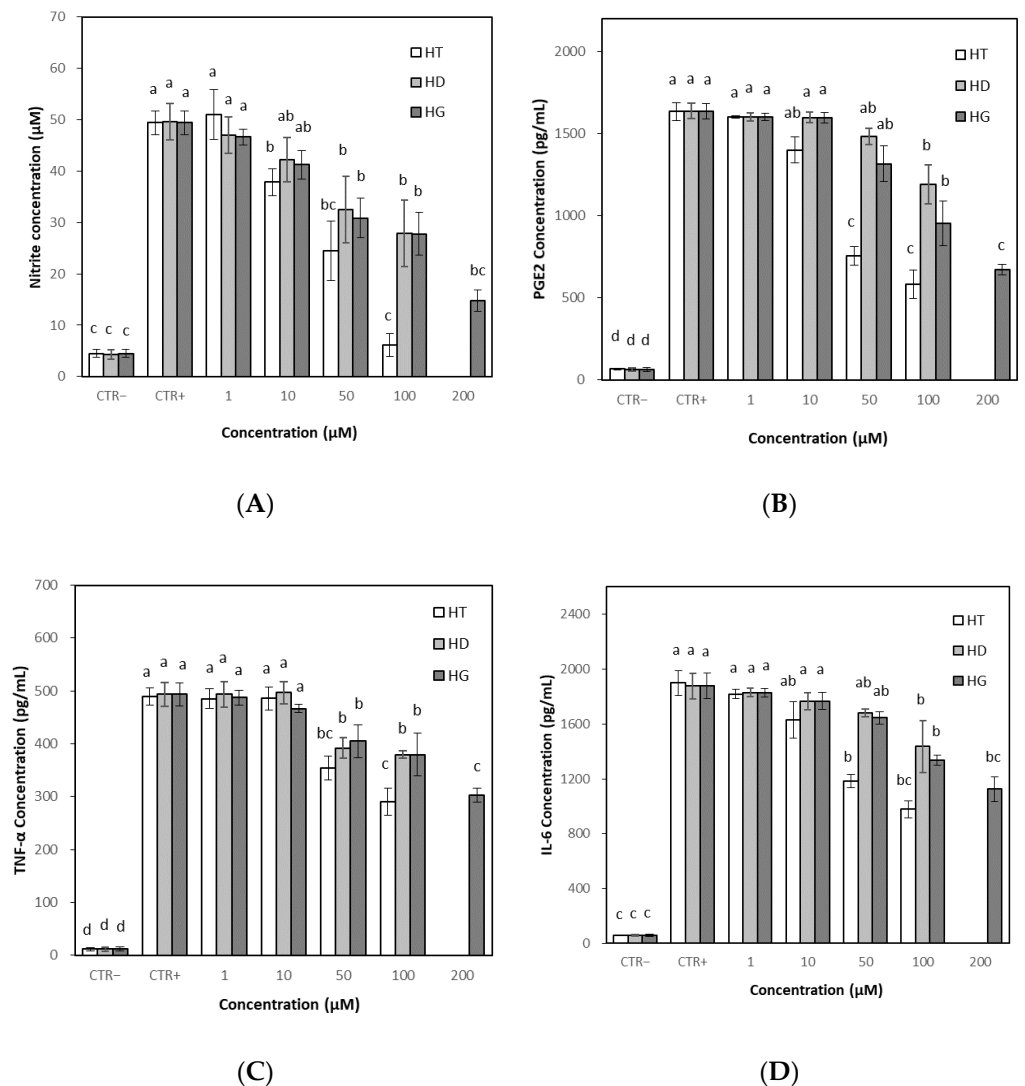 70
60
50
40
30
20
10
0
Nitrite concentration (µM)
HT
HD
HG
c c c
a a a
a a a
b ab ab
bc b b
c b b
bc
CTR− CTR+ 1 10 50 100 200
Concentration (µM)
(A)
2000
1500
1000
500
0
PGE2 Concentration (pg/mL)
HT
HD
HG
d d d
a a a
a a a
ab a a
c ab ab
c b b
c
CTR− CTR+ 1 10 50 100 200
Concentration (µM)
(B)
700
600
500
400
300
200
100
0
TNF-α Concentration (pg/mL)
HT
HD
HG
d d d
a a a
a a a
a a a
bc b b
c b b
c
CTR− CTR+ 1 10 50 100 200
Concentration (µM)
(C)
2400
2000
1600
1200
800
400
0
IL-6 Concentration (pg/mL)
HT
HD
HG
c c c
a a a
a a a
ab a a
b ab ab
bc b b
bc
CTR− CTR+ 1 10 50 100 200
Concentration (µM)
(D)